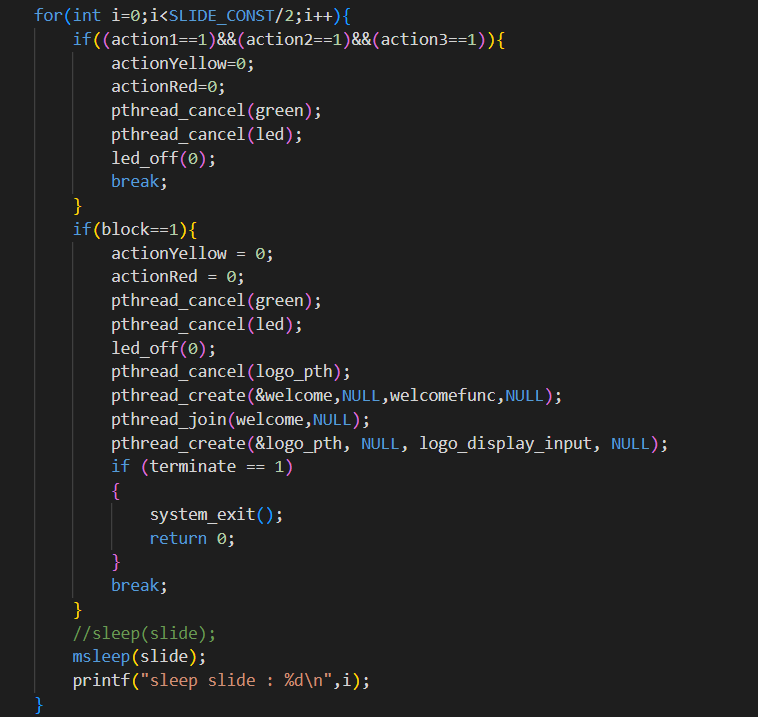 for(int i=0;i<SLIDE_CONST/2;i++){
    if((action1==1)&&(action2==1)&&(action3==1)){
        actionYellow=0;
        actionRed=0;
        pthread_cancel(green);
        pthread_cancel(led);
        led_off(0);
        break;
    }
    if(block==1){
        actionYellow = 0;
        actionRed = 0;
        pthread_cancel(green);
        pthread_cancel(led);
        led_off(0);
        pthread_cancel(logo_pth);
        pthread_create(&welcome,NULL,welcomefunc,NULL);
        pthread_join(welcome,NULL);
        pthread_create(&logo_pth, NULL, logo_display_input, NULL);
        if (terminate == 1)
        {
            system_exit();
            return 0;
        }
        break;
    }
    //sleep(slide);
    msleep(slide);
    printf("sleep slide : %d\n",i);
}